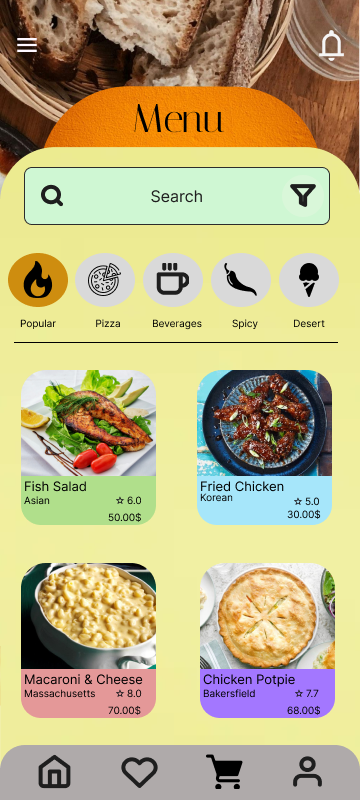 Menu
Search
Popular
Pizza
Beverages
Spicy
Desert
Fish Salad
Asian
☆ 6.0
50.00$
Fried Chicken
Korean
☆ 5.0
30.00$
Macaroni & Cheese
Massachusetts
☆ 8.0
70.00$
Chicken Potpie
Bakersfield
☆ 7.7
68.00$